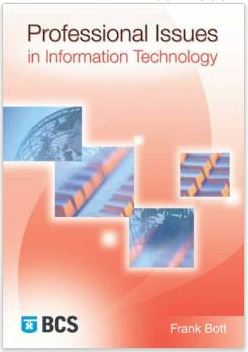 Professional Issues
in Information Technology
BCS
Frank Bott